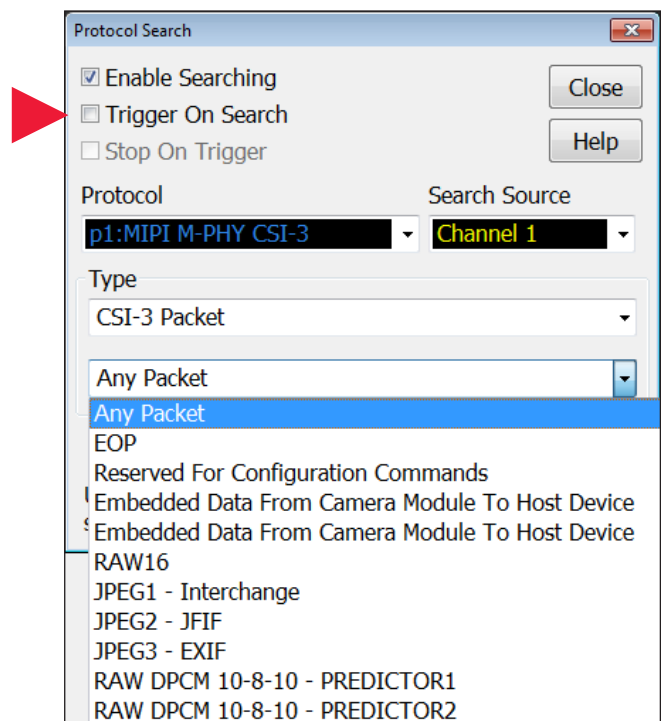 Protocol Search
Enable Searching
Close
Trigger On Search
Help
Stop On Trigger
Protocol Search Source
p1:MIPI M-PHY CSI-3 Channel 1
Type
CSI-3 Packet
Any Packet
Any Packet
EOP
Reserved For Configuration Commands
Embedded Data From Camera Module To Host Device
Embedded Data From Camera Module To Host Device
RAW16
JPEG1 - Interchange
JPEG2 - JFIF
JPEG3 - EXIF
RAW DPCM 10-8-10 - PREDICTOR1
RAW DPCM 10-8-10 - PREDICTOR2